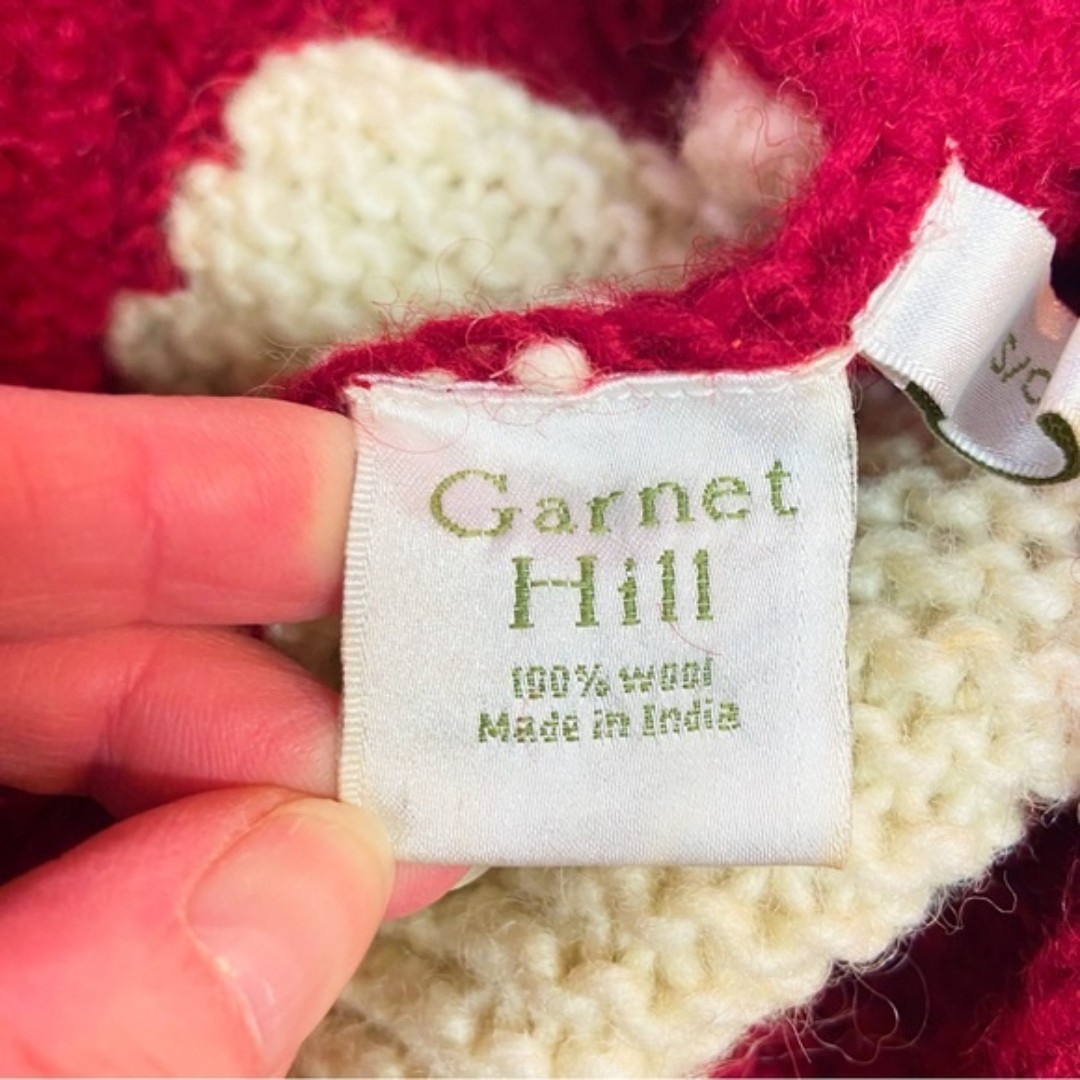 Garnet
Hill
100% wool
Made in India